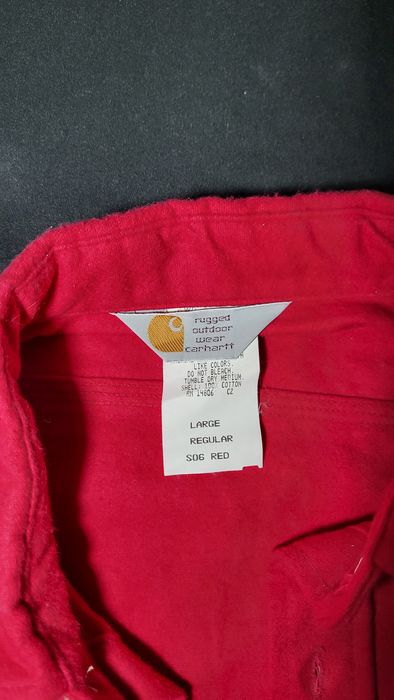 rugged
outdoor
wear
carhartt
LIKE COLORS.
DO NOT BLEACH.
TUMBLE DRY MEDIUM.
SHELL: 100% COTTON
RN 14806 CZ
LARGE
REGULAR
S06 RED